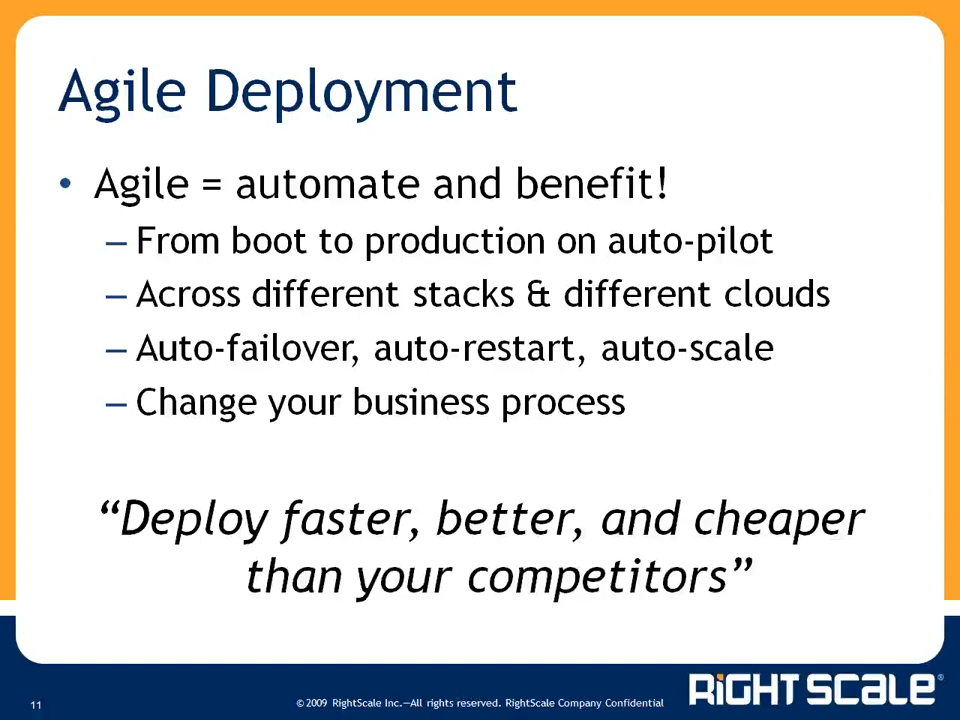 Agile Deployment
• Agile = automate and benefit!
– From boot to production on auto-pilot
– Across different stacks & different clouds
– Auto-failover, auto-restart, auto-scale
– Change your business process
“Deploy faster, better, and cheaper
than your competitors”
11
©2009 RightScale Inc.—All rights reserved. RightScale Company Confidential
RIGHTSCALE®